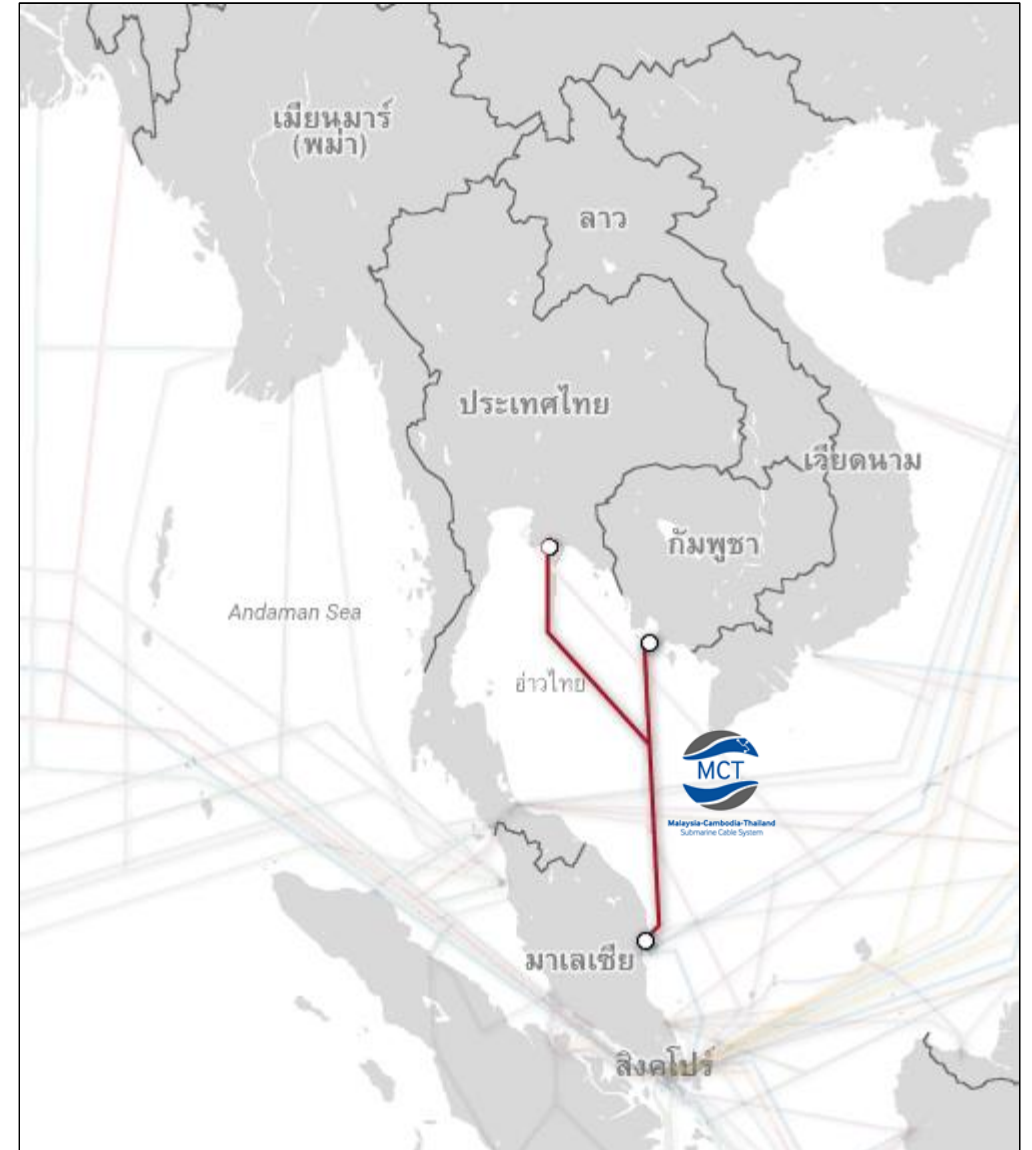 เมียนมาร์
(พม่า)
ลาว
ประเทศไทย
เวียดนาม
กัมพูชา
Andaman Sea
อ่าวไทย
MCT
Malaysia-Cambodia-Thailand
Submarine Cable System
มาเลเซีย
สิงคโปร์